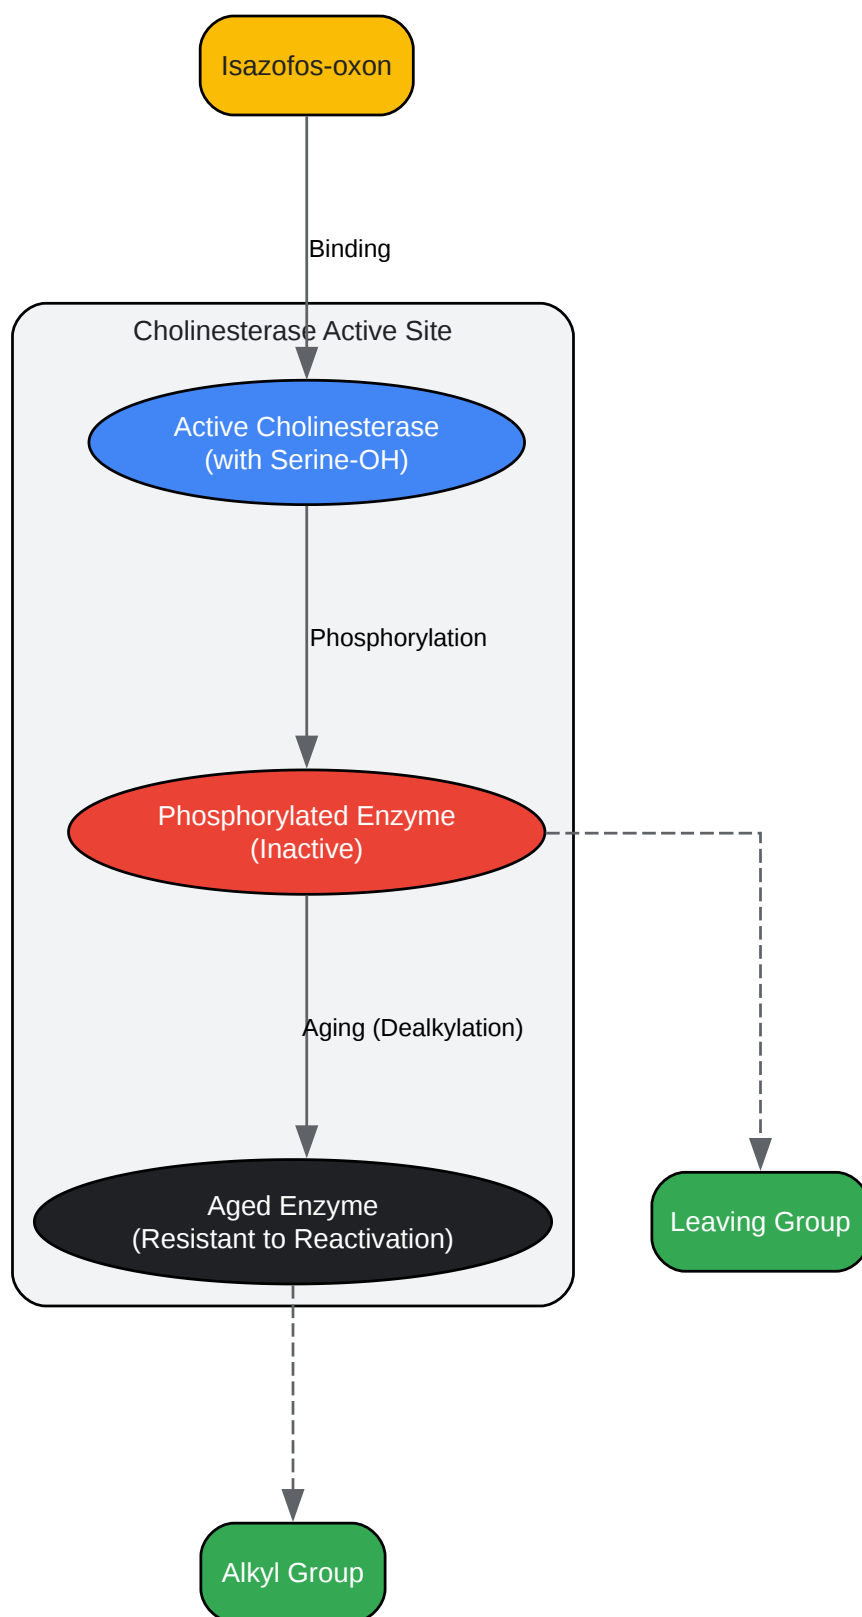 Isazofos-oxon
Binding
Cholinesterase Active Site
Active Cholinesterase
(with Serine-OH)
Phosphorylation
Phosphorylated Enzyme
(Inactive)
Aging (Dealkylation)
Aged Enzyme
(Resistant to Reactivation)
Leaving Group
Alkyl Group